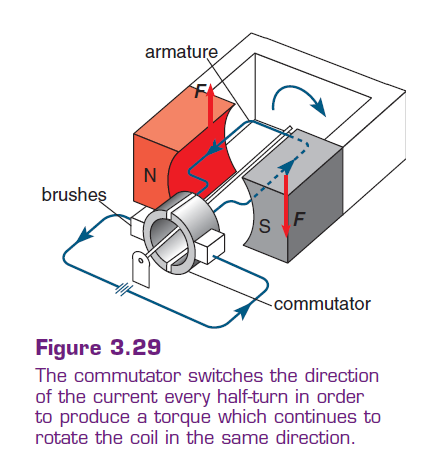 armature
F
N
brushes
S
F
commutator
Figure 3.29
The commutator switches the direction
of the current every half-turn in order
to produce a torque which continues to
rotate the coil in the same direction.